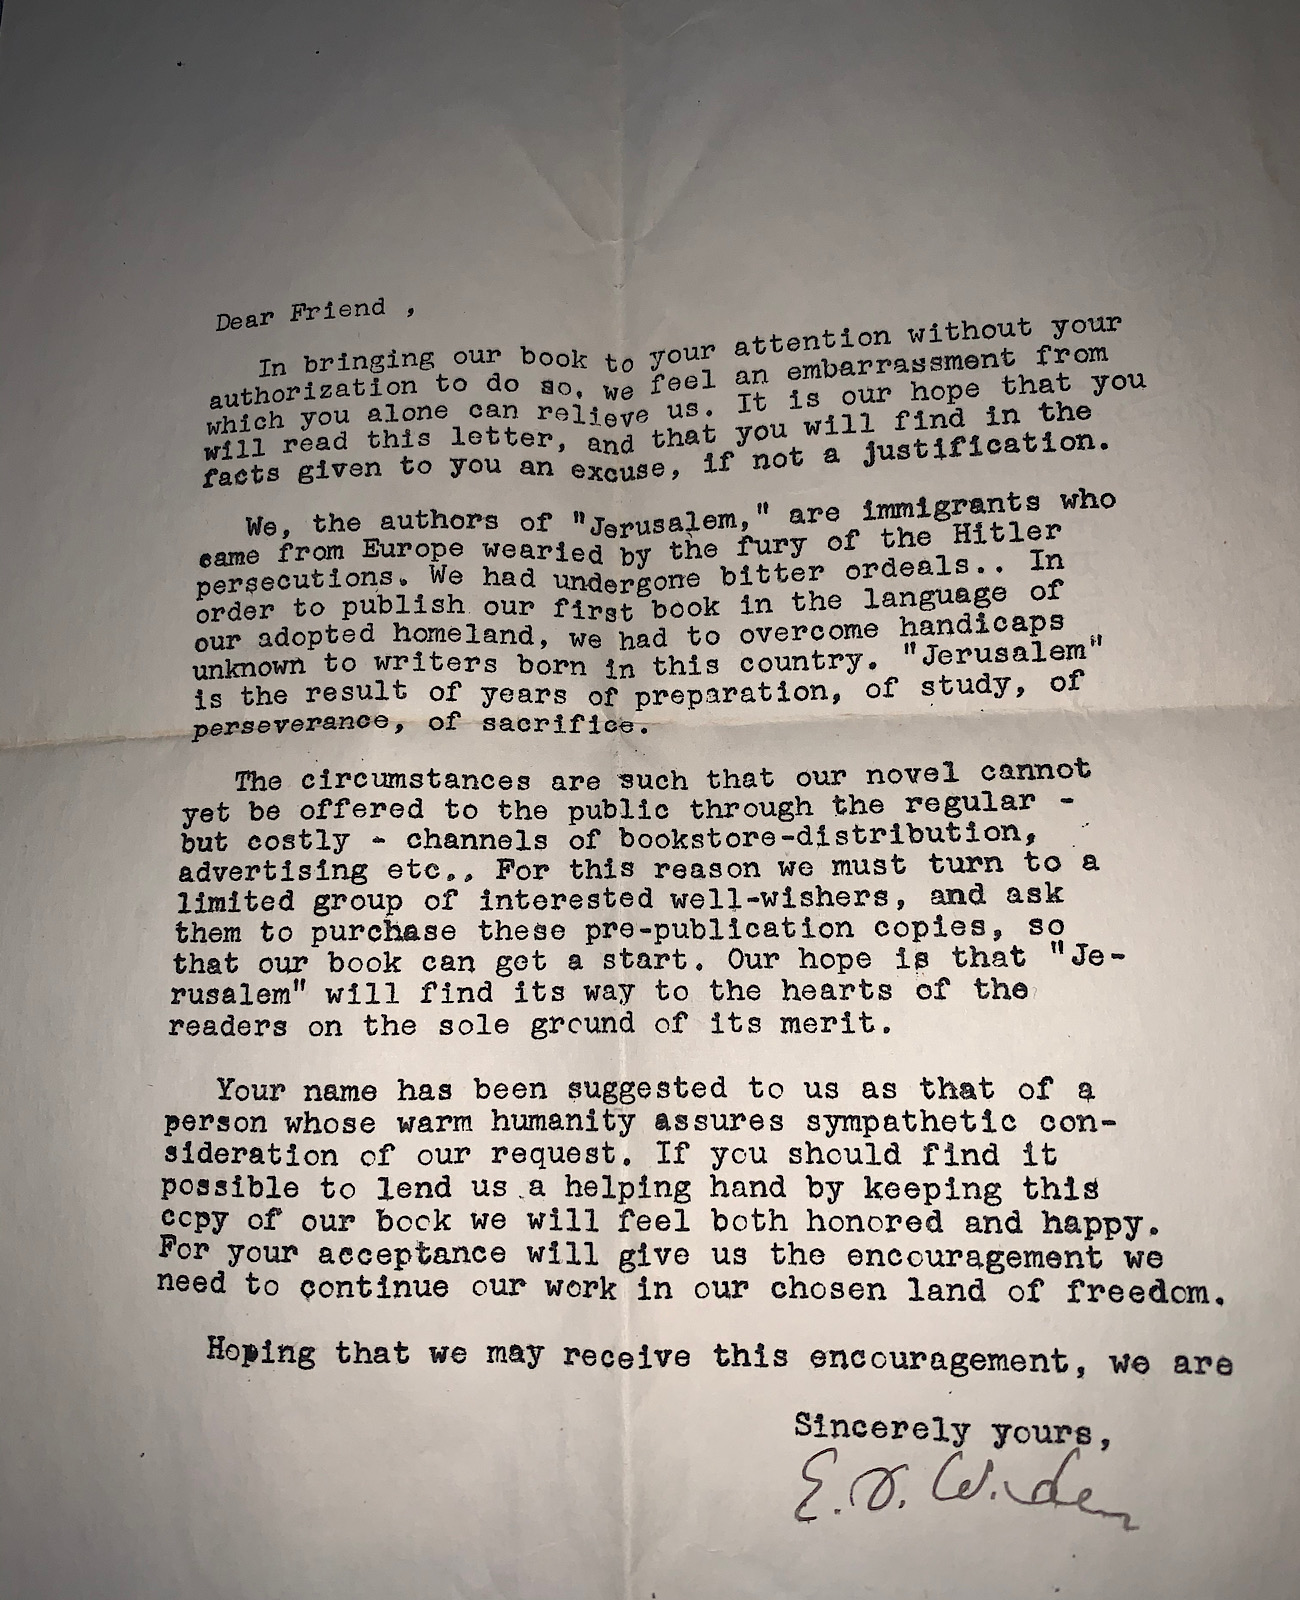 Dear Friend ,
In bringing our book to your attention without your
authorization to do so, we feel an embarrassment from
which you alone can relieve us. It is our hope that you
will read this letter, and that you will find in the
facts given to you an excuse, if not a justification.
We, the authors of "Jerusalem," are immigrants who
came from Europe wearied by the fury of the Hitler
persecutions. We had undergone bitter ordeals.. In
order to publish our first book in the language of
our adopted homeland, we had to overcome handicaps
unknown to writers born in this country. "Jerusalem"
is the result of years of preparation, of study, of
perseverance, of sacrifice.
The circumstances are such that our novel cannot
yet be offered to the public through the regular -
but costly - channels of bookstore-distribution,
advertising etc., For this reason we must turn to a
limited group of interested well-wishers, and ask
them to purchase these pre-publication copies, so
that our book can get a start. Our hope is that "Je-
rusalem" will find its way to the hearts of the
readers on the sole ground of its merit.
Your name has been suggested to us as that of a
person whose warm humanity assures sympathetic con-
sideration of our request. If you should find it
possible to lend us a helping hand by keeping this
copy of our book we will feel both honored and happy.
For your acceptance will give us the encouragement we
need to continue our work in our chosen land of freedom.
Hoping that we may receive this encouragement, we are
Sincerely yours,
E.